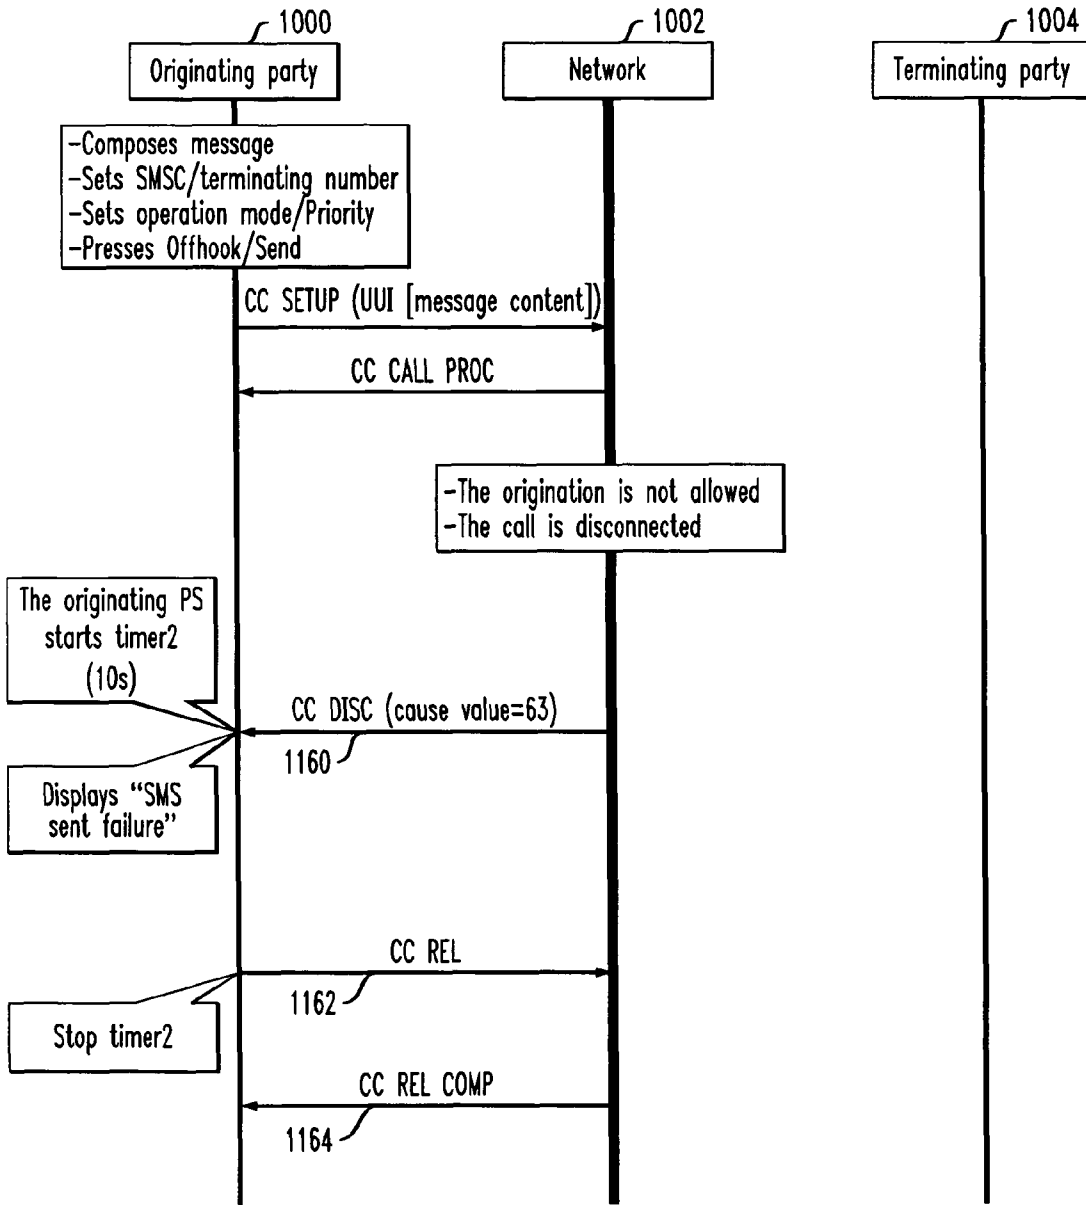 1000
1002
1004
Originating party
Network
Terminating party
-Composes message
-Sets SMSC/terminating number
-Sets operation mode/Priority
-Presses Offhook/Send
CC SETUP (UUI [message content])
CC CALL PROC
-The origination is not allowed
-The call is disconnected
The originating PS
starts timer2
(10s)
CC DISC (cause value=63)
1160
Displays “SMS
sent failure”
CC REL
1162
Stop timer2
CC REL COMP
1164